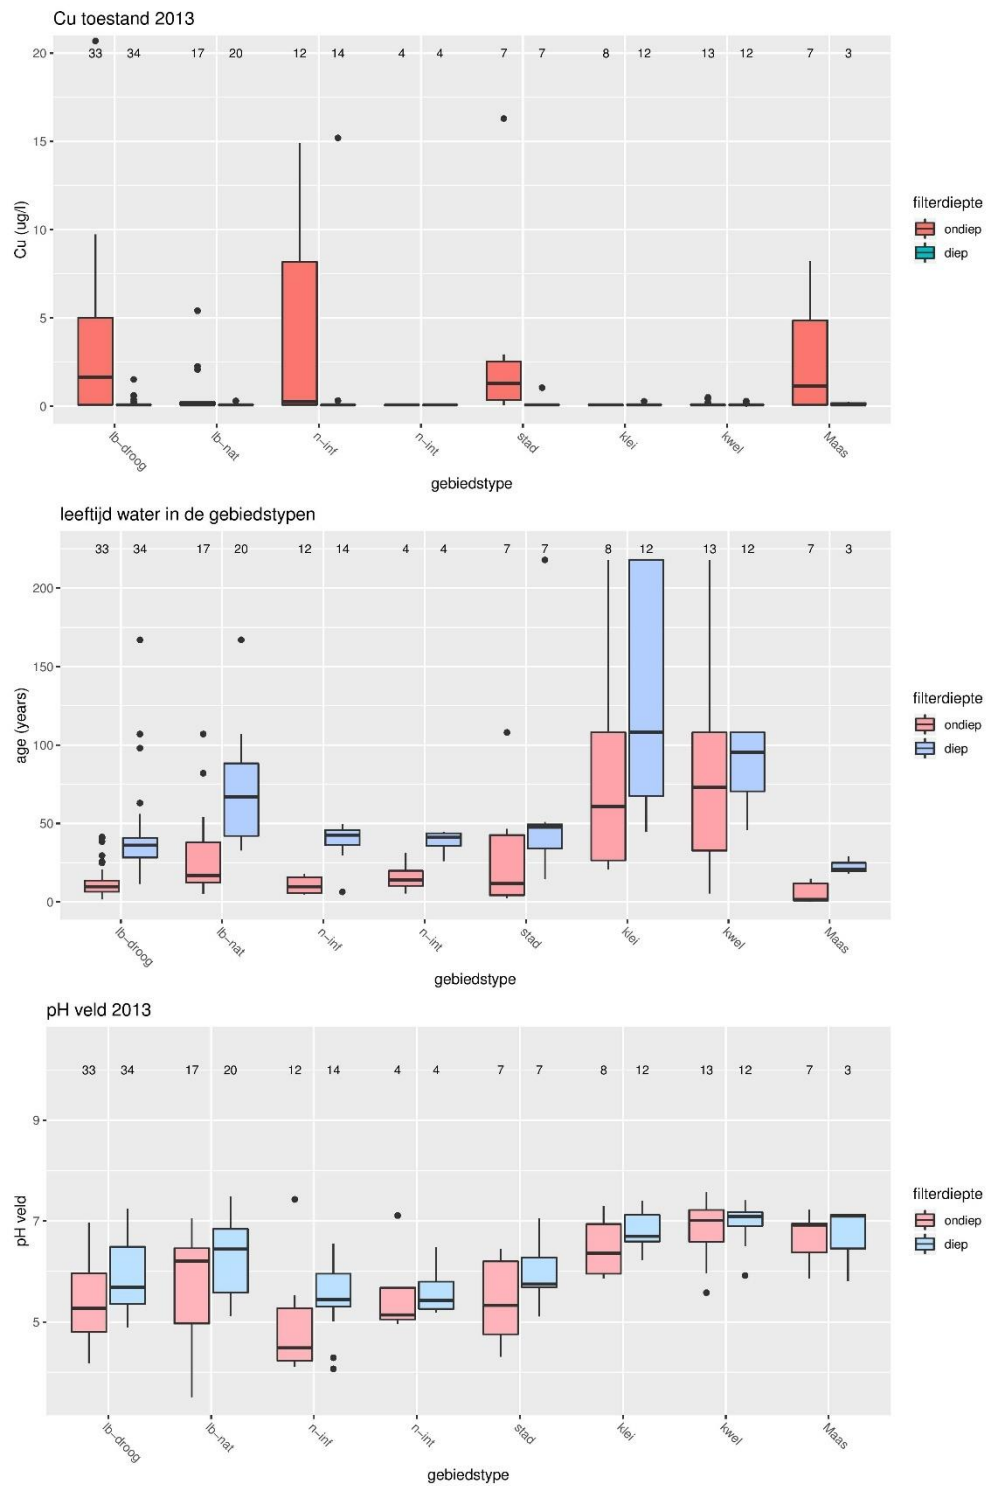 Cu toestand 2013
33 34 17 20 12 14 4 4 7 7 8 12 13 12 7 3
20
15
10
5
0
Cu (ug/l)
lb-droog lb-nat n-inf n-int stad klei kwel Maas
gebiedstype
filterdiepte
ondiep
diep
leeftijd water in de gebiedstypen
33 34 17 20 12 14 4 4 7 7 8 12 13 12 7 3
200
150
100
50
0
age (years)
lb-droog lb-nat n-inf n-int stad klei kwel Maas
gebiedstype
filterdiepte
ondiep
diep
pH veld 2013
33 34 17 20 12 14 4 4 7 7 8 12 13 12 7 3
9
7
5
pH veld
lb-droog lb-nat n-inf n-int stad klei kwel Maas
gebiedstype
filterdiepte
ondiep
diep